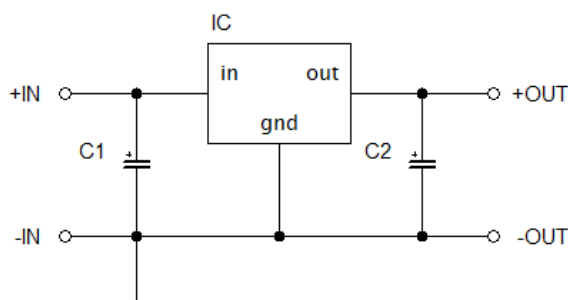 IC
+IN
in
out
+OUT
gnd
C1
+
C2
+
-IN
-OUT